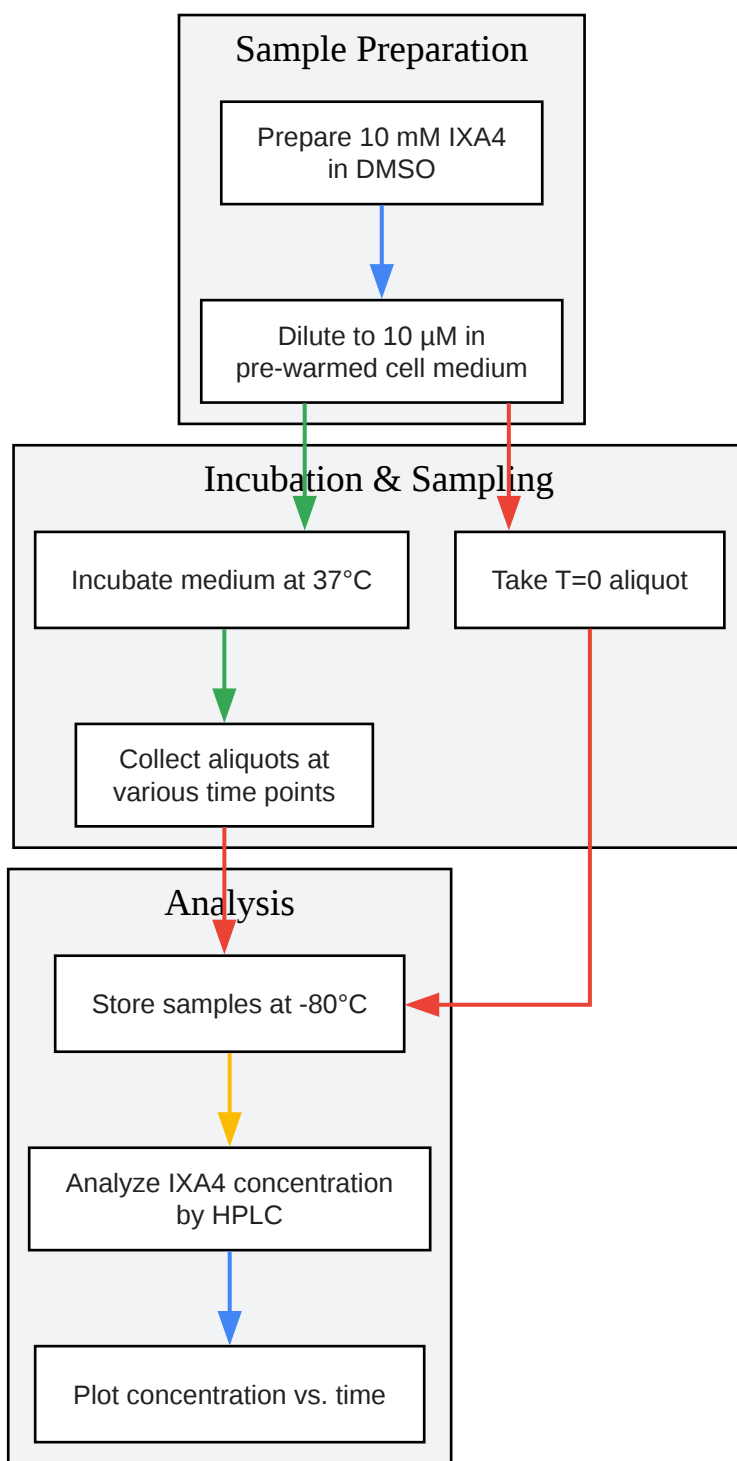 Sample Preparation
Prepare 10 mM IXA4
in DMSO
Dilute to 10 µM in
pre-warmed cell medium
Incubation & Sampling
Incubate medium at 37°C
Take T=0 aliquot
Collect aliquots at
various time points
Analysis
Store samples at -80°C
Analyze IXA4 concentration
by HPLC
Plot concentration vs. time